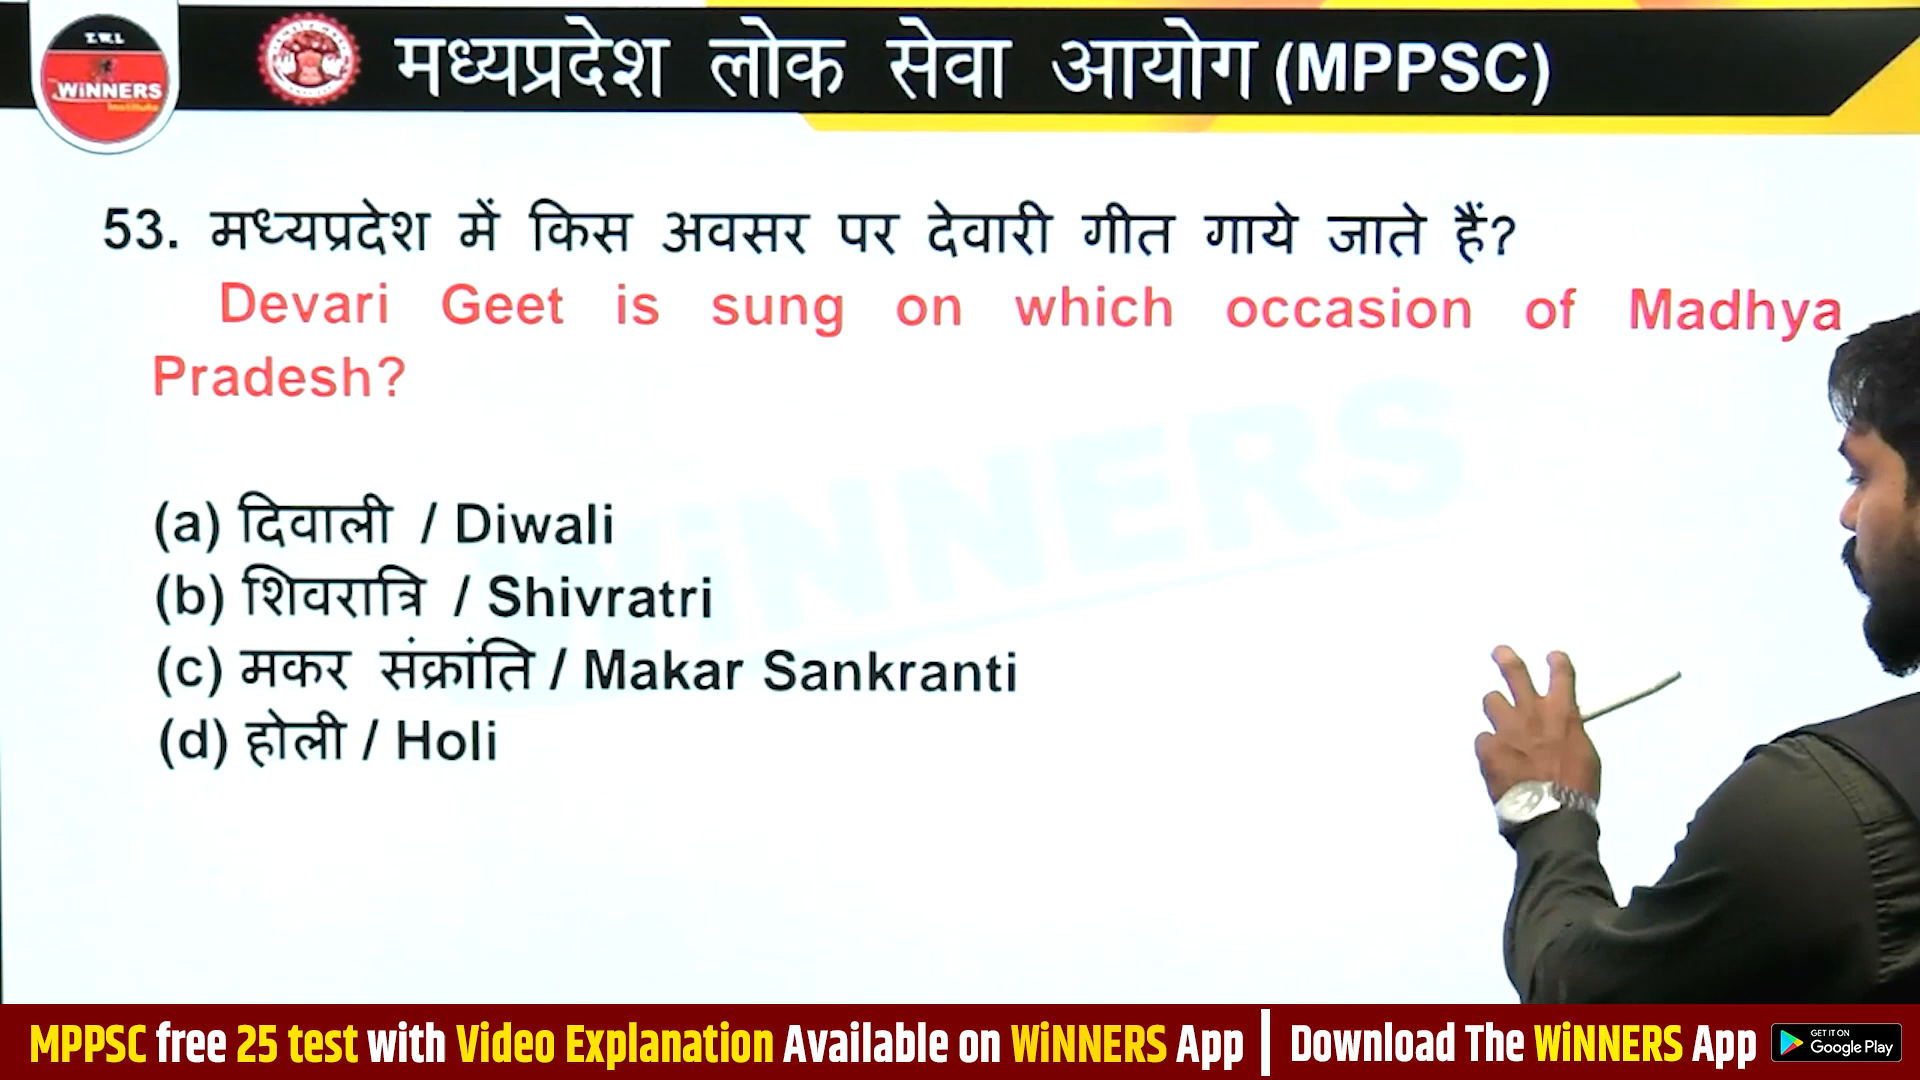 T.W.I.
WiNNERS
Institute
मध्यप्रदेश लोक सेवा आयोग (MPPSC)
53. मध्यप्रदेश में किस अवसर पर देवारी गीत गाये जाते हैं?
Devari Geet is sung on which occasion of Madhya
Pradesh?
WiNNERS
(a) दिवाली / Diwali
(b) शिवरात्रि / Shivratri
(c) मकर संक्रांति / Makar Sankranti
(d) होली / Holi
MPPSC free 25 test with Video Explanation Available on WiNNERS App | Download The WiNNERS App
GET IT ON
Google Play